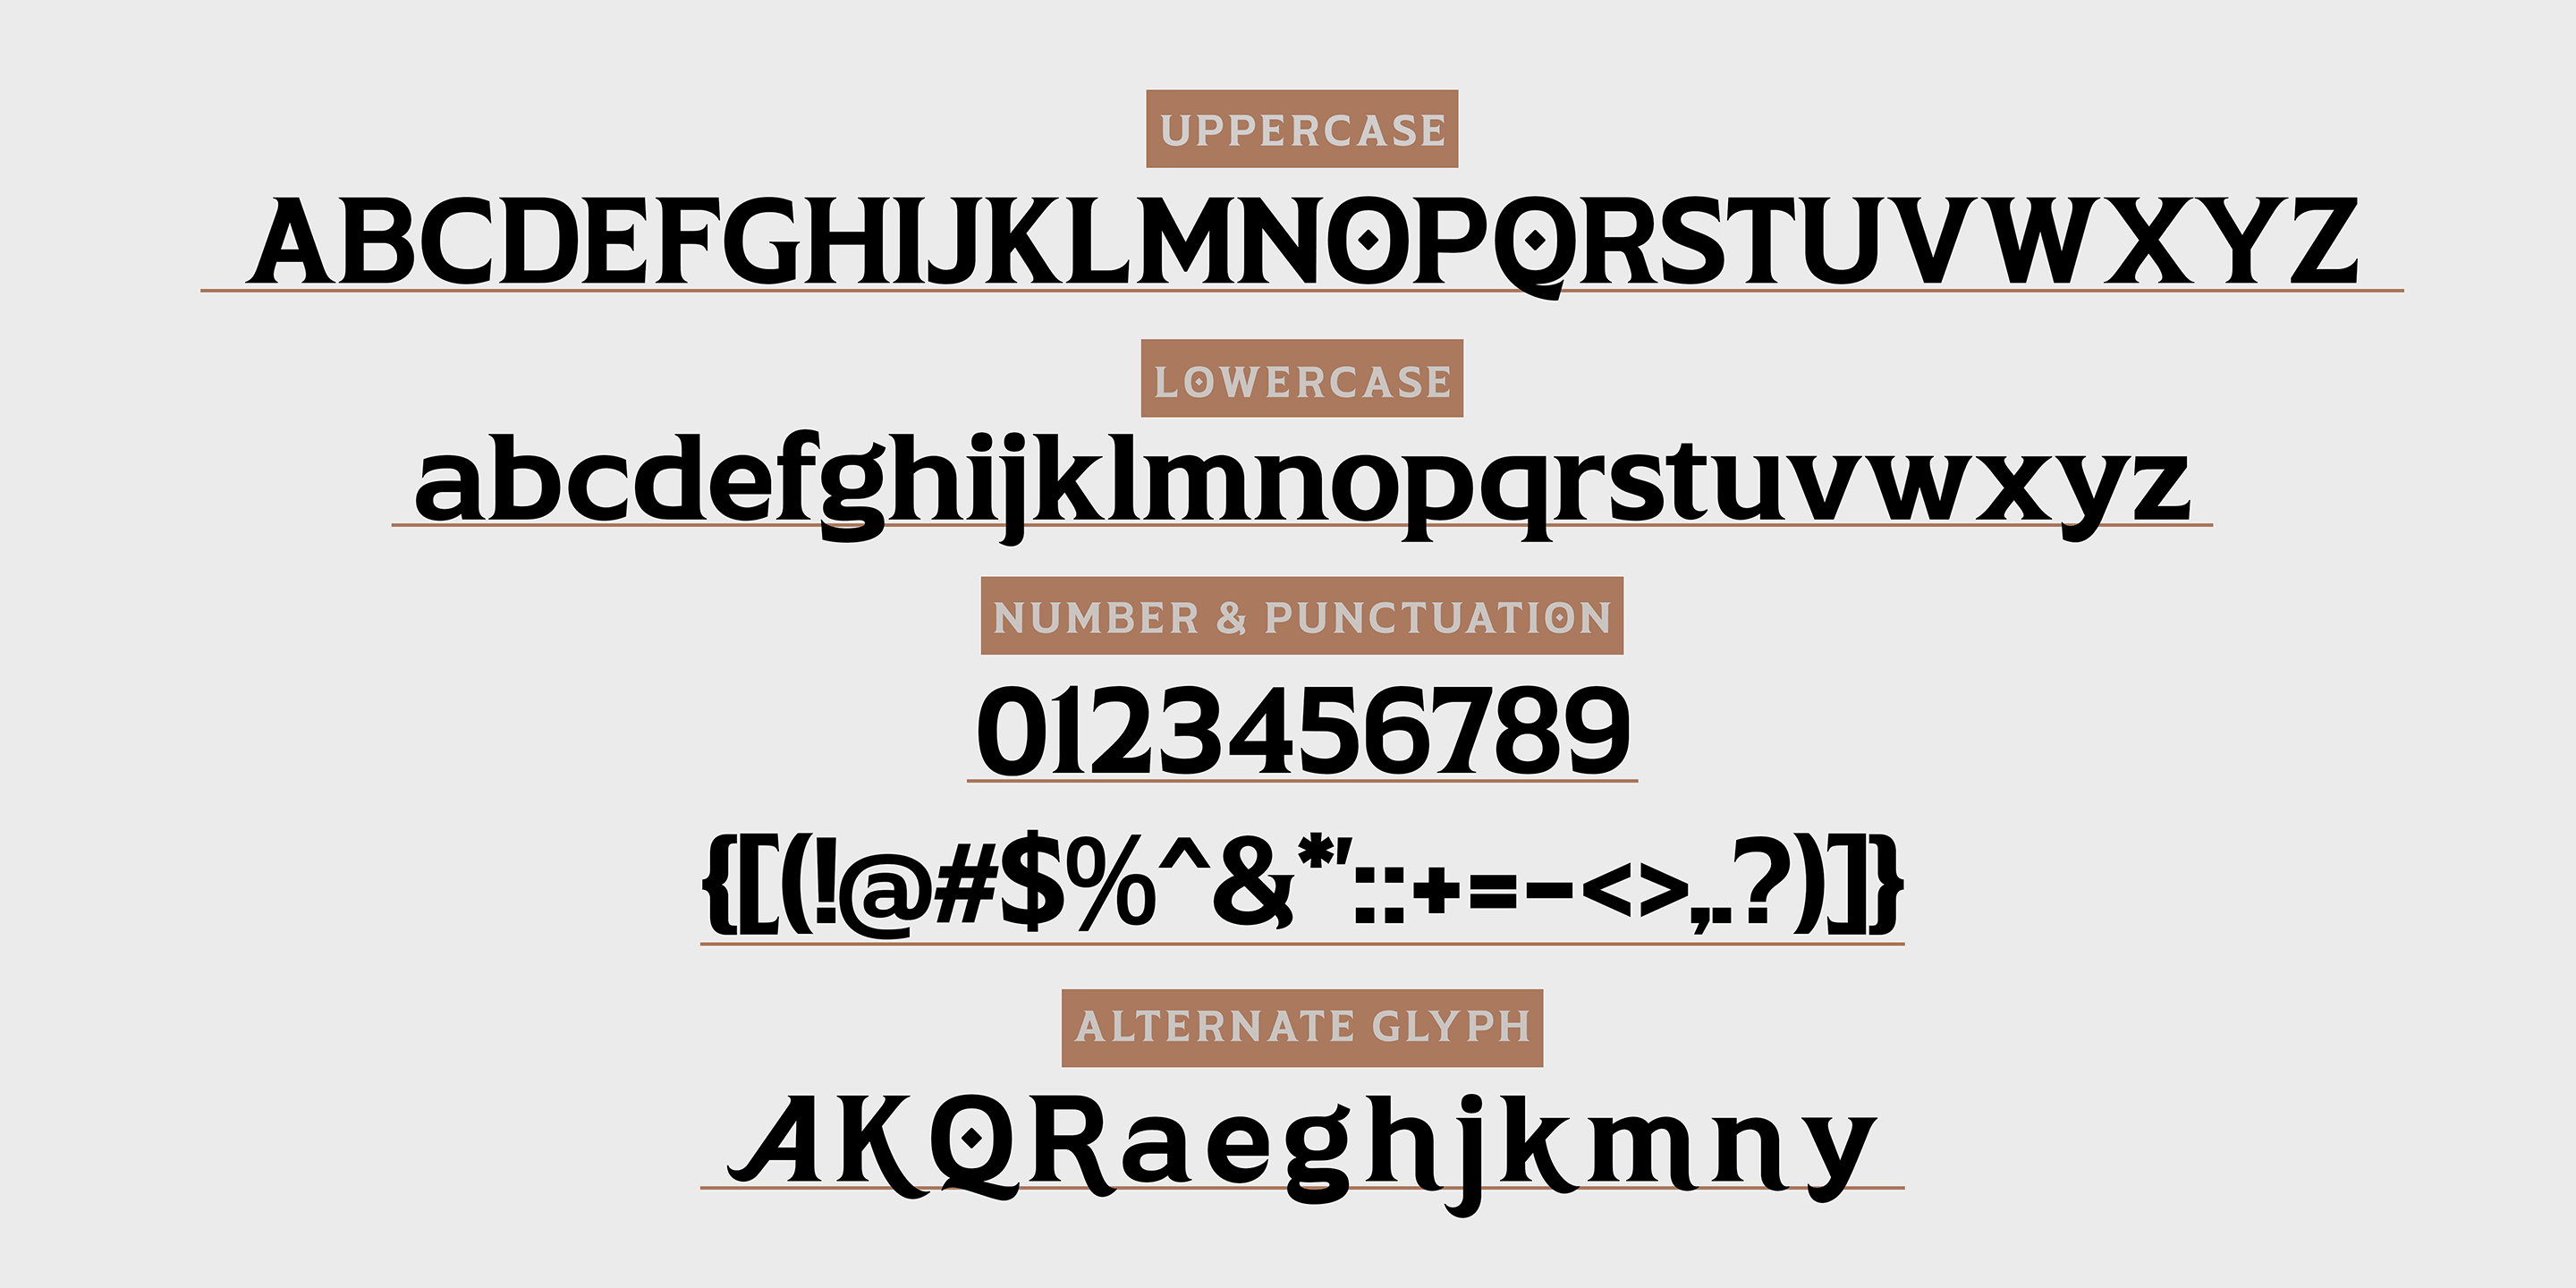 UPPERCASE
ABCDEFGHIJKLMNOPQRSTUVWXYZ
LOWERCASE
abcdefghijklmnopqrstuvwxyz
NUMBER & PUNCTUATION
0123456789
{[(!@#$%^&*'::+=-<>,.?)]}
ALTERNATE GLYPH
AKQRaeghjkmny